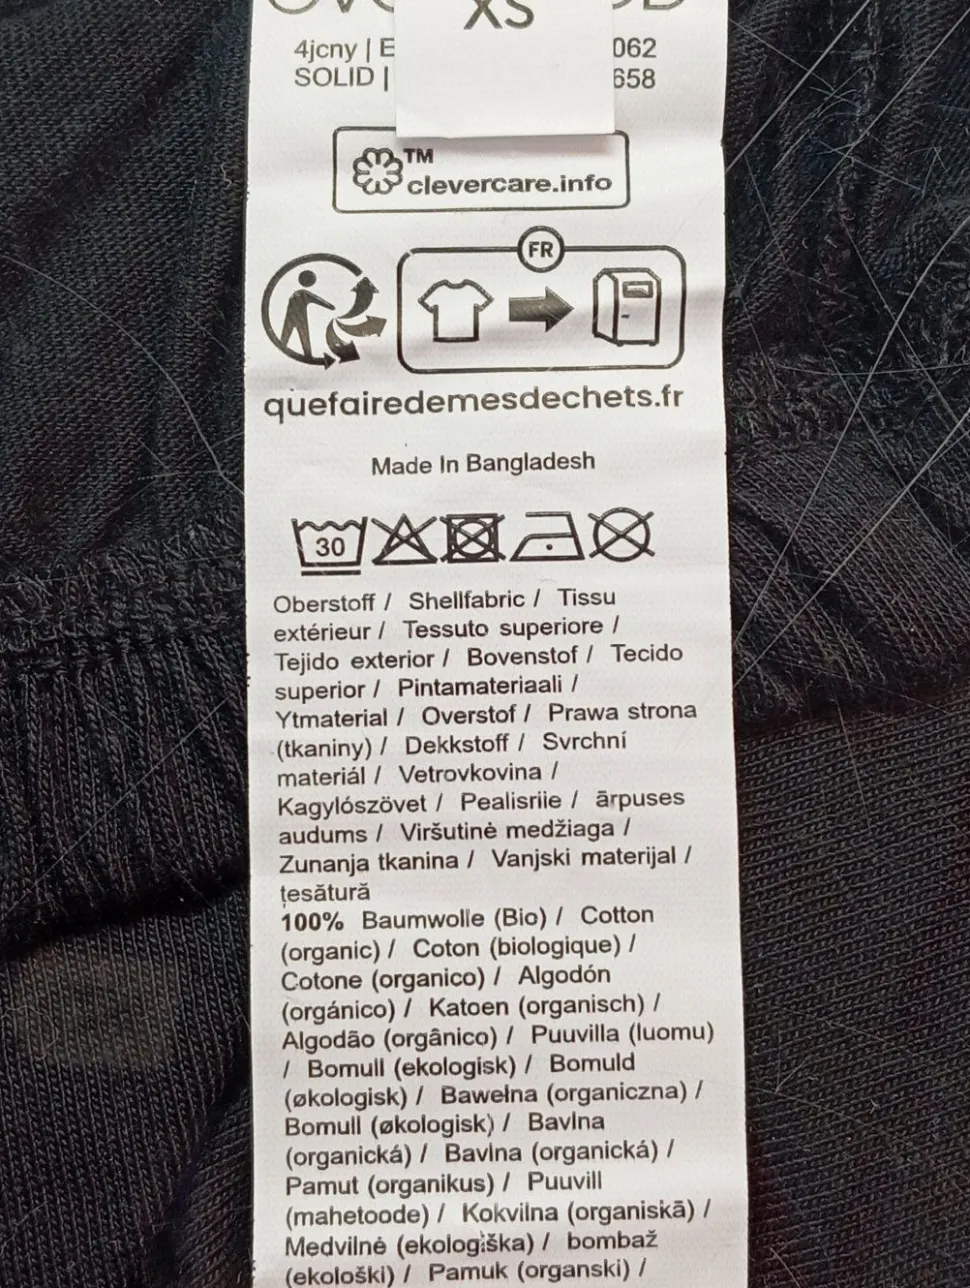 XS
4jcny | E 062
SOLID | 658
TM
clevercare.info
FR
quefairedemesdechets.fr
Made In Bangladesh
30
Oberstoff / Shellfabric / Tissu
extérieur / Tessuto superiore /
Tejido exterior / Bovenstof / Tecido
superior / Pintamateriaali /
Ytmaterial / Overstof / Prawa strona
(tkaniny) / Dekkstoff / Svrchní
materiál / Vetrovkovina /
Kagylószövet / Pealisriie / ārpuses
audums / Viršutinė medžiaga /
Zunanja tkanina / Vanjski materijal /
țesătură
100% Baumwolle (Bio) / Cotton
(organic) / Coton (biologique) /
Cotone (organico) / Algodón
(orgánico) / Katoen (organisch) /
Algodão (orgânico) / Puuvilla (luomu)
/ Bomull (ekologisk) / Bomuld
(økologisk) / Bawełna (organiczna) /
Bomull (økologisk) / Bavlna
(organická) / Bavlna (organická) /
Pamut (organikus) / Puuvill
(mahetoode) / Kokvilna (organiskā) /
Medvilnė (ekologiška) / bombaž
(ekološki) / Pamuk (organski) /